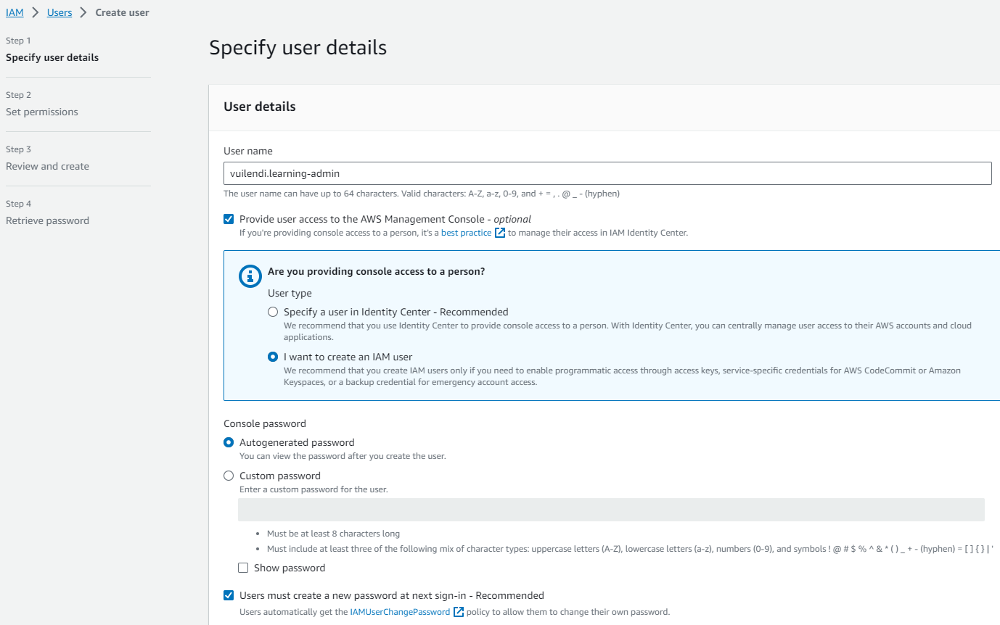 IAM > Users > Create user
Step 1
Specify user details
Step 2
Set permissions
Step 3
Review and create
Step 4
Retrieve password
Specify user details
User details
User name
vuilendi.learning-admin
The user name can have up to 64 characters. Valid characters: A-Z, a-z, 0-9, and + = , . @ _ - (hyphen)
Provide user access to the AWS Management Console - optional
If you're providing console access to a person, it's a best practice to manage their access in IAM Identity Center.
Are you providing console access to a person?
User type
Specify a user in Identity Center - Recommended
We recommend that you use Identity Center to provide console access to a person. With Identity Center, you can centrally manage user access to their AWS accounts and cloud
applications.
I want to create an IAM user
We recommend that you create IAM users only if you need to enable programmatic access through access keys, service-specific credentials for AWS CodeCommit or Amazon
Keyspaces, or a backup credential for emergency account access.
Console password
Autogenerated password
You can view the password after you create the user.
Custom password
Enter a custom password for the user.
• Must be at least 8 characters long
• Must include at least three of the following mix of character types: uppercase letters (A-Z), lowercase letters (a-z), numbers (0-9), and symbols ! @ # $ % ^ & * ( ) _ + - (hyphen) = [ ] { } | '
Show password
Users must create a new password at next sign-in - Recommended
Users automatically get the IAMUserChangePassword policy to allow them to change their own password.